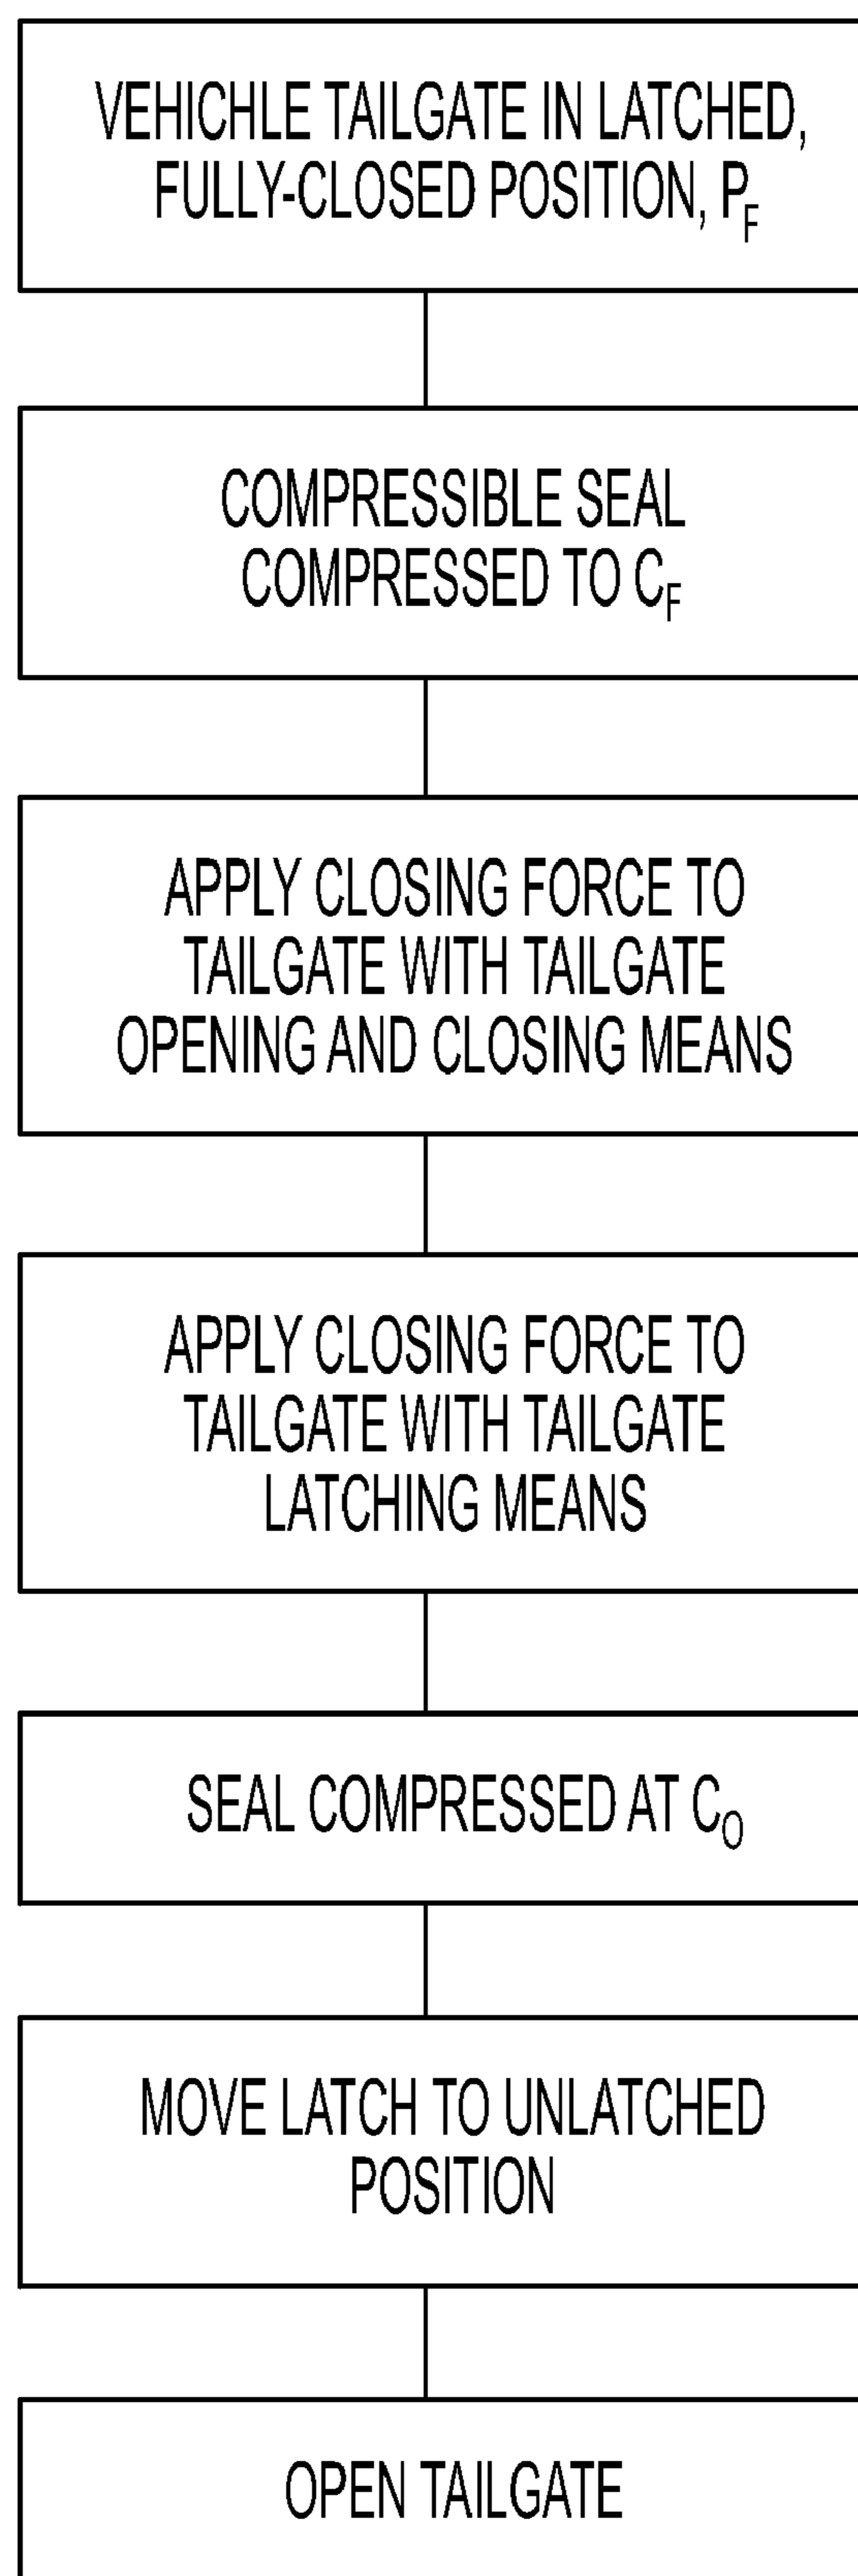 VEHICHLE TAILGATE IN LATCHED,
FULLY-CLOSED POSITION, PF
COMPRESSIBLE SEAL
COMPRESSED TO CF
APPLY CLOSING FORCE TO
TAILGATE WITH TAILGATE
OPENING AND CLOSING MEANS
APPLY CLOSING FORCE TO
TAILGATE WITH TAILGATE
LATCHING MEANS
SEAL COMPRESSED AT CO
MOVE LATCH TO UNLATCHED
POSITION
OPEN TAILGATE